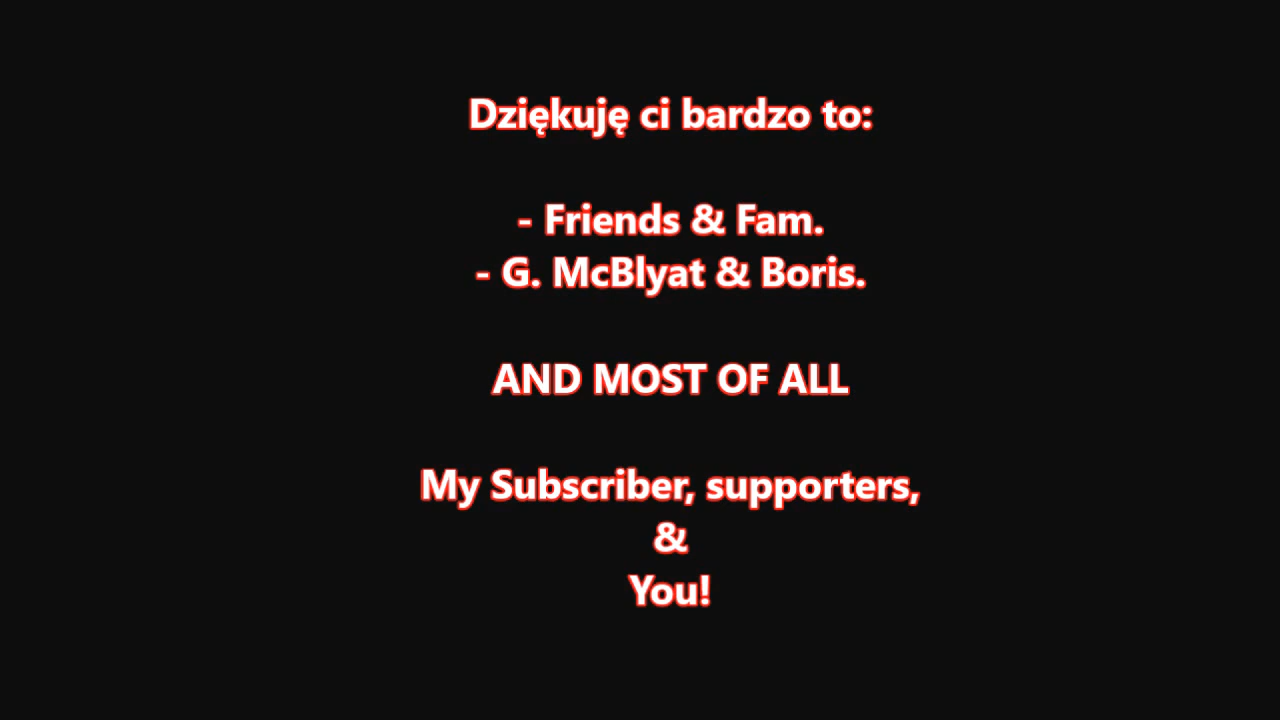 Dziękuję ci bardzo to:
- Friends & Fam.
- G. McBlyat & Boris.
AND MOST OF ALL
My Subscriber, supporters,
&
You!